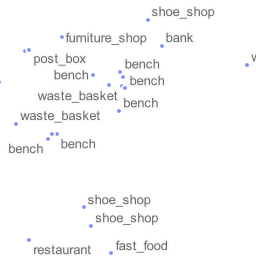 shoe_shop
furniture_shop
bank
post_box
bench
bench
bench
waste_basket
bench
waste_basket
bench
bench
shoe_shop
shoe_shop
fast_food
restaurant